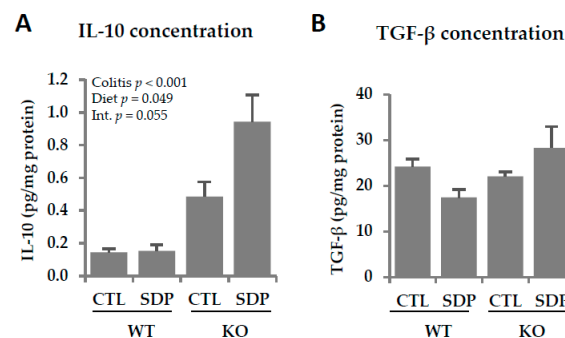 A
IL-10 concentration
IL-10 (pg/mg protein)
1.2
1.0
0.8
0.6
0.4
0.2
0.0
Colitis p < 0.001
Diet p = 0.049
Int. p = 0.055
CTL SDP CTL SDP
WT KO
B
TGF-β concentration
TGF-β (pg/mg protein)
40
30
20
10
0
CTL SDP CTL SDP
WT KO